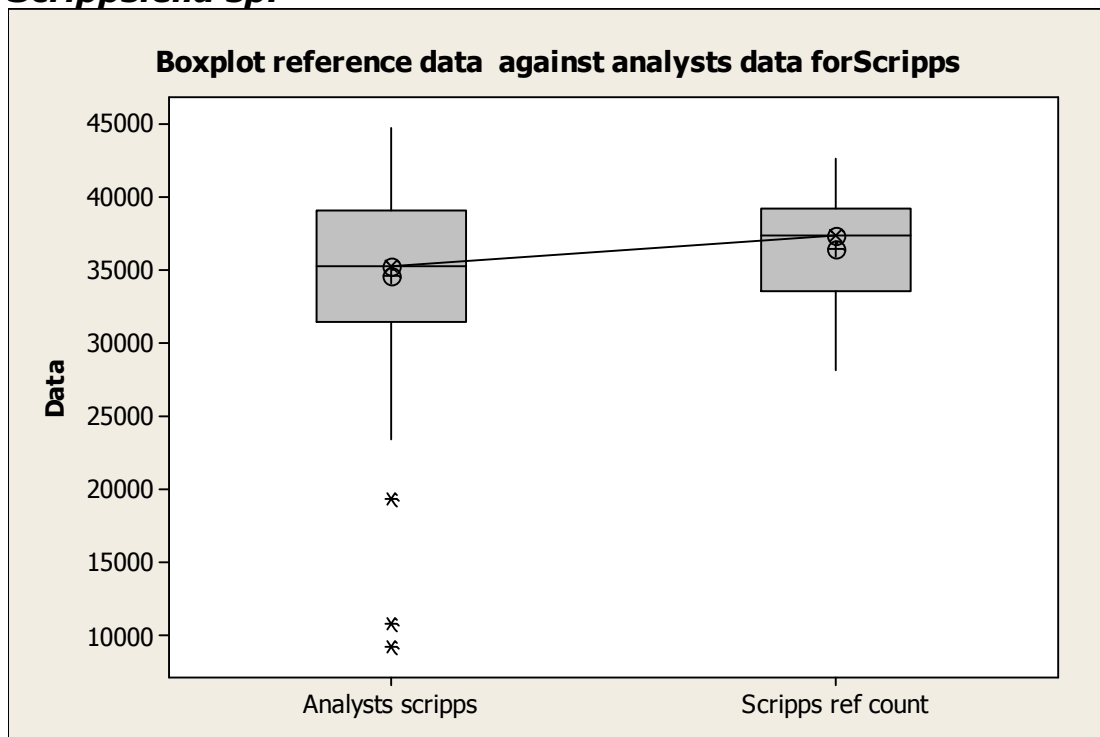 Scrippsiella sp.
Boxplot reference data against analysts data forScripps
45000
40000
35000
30000
25000
20000
15000
10000
Data
Analysts scripps
Scripps ref count